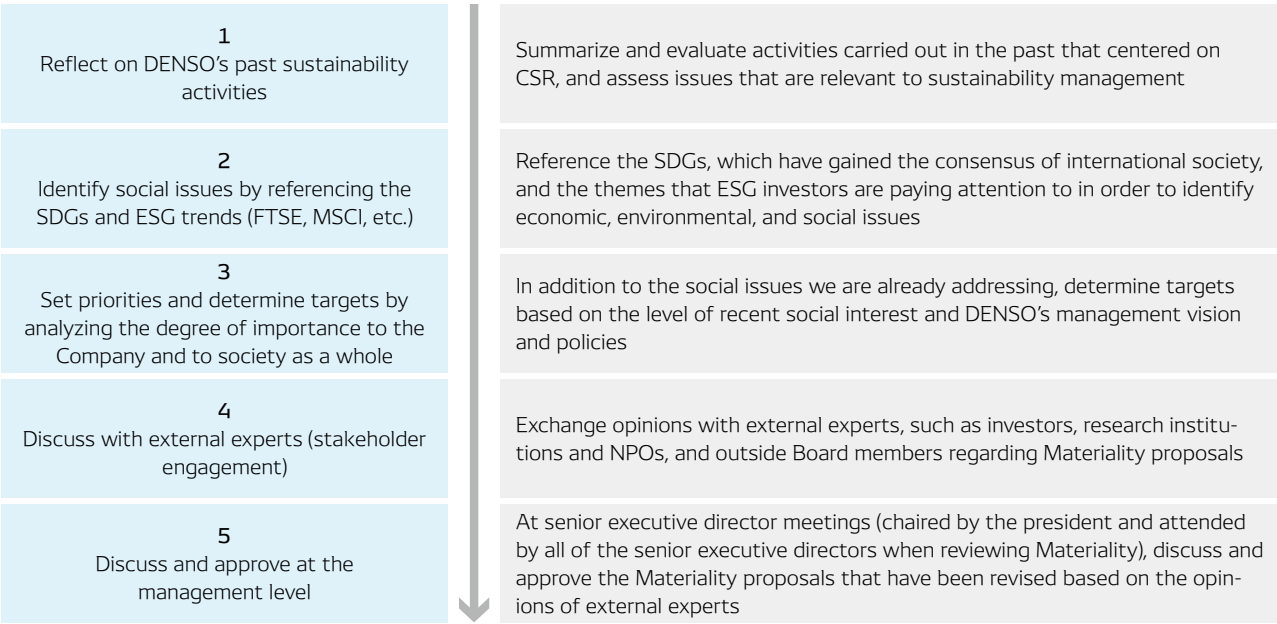 1
Reflect on DENSO’s past sustainability
activities
Summarize and evaluate activities carried out in the past that centered on
CSR, and assess issues that are relevant to sustainability management
2
Identify social issues by referencing the
SDGs and ESG trends (FTSE, MSCI, etc.)
Reference the SDGs, which have gained the consensus of international society,
and the themes that ESG investors are paying attention to in order to identify
economic, environmental, and social issues
3
Set priorities and determine targets by
analyzing the degree of importance to the
Company and to society as a whole
In addition to the social issues we are already addressing, determine targets
based on the level of recent social interest and DENSO’s management vision
and policies
4
Discuss with external experts (stakeholder
engagement)
Exchange opinions with external experts, such as investors, research institu-
tions and NPOs, and outside Board members regarding Materiality proposals
5
Discuss and approve at the
management level
At senior executive director meetings (chaired by the president and attended
by all of the senior executive directors when reviewing Materiality), discuss and
approve the Materiality proposals that have been revised based on the opin-
ions of external experts